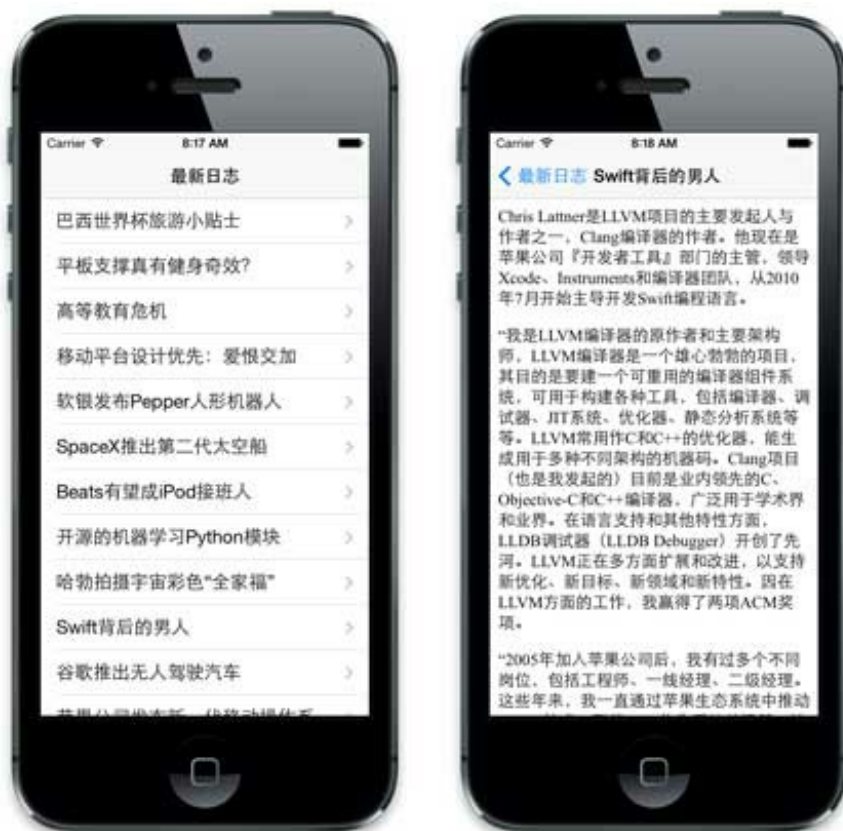 Carrier
8:17 AM
最新日志
巴西世界杯旅游小贴士
平板支撑真有健身奇效?
高等教育危机
移动平台设计优先：爱恨交加
软银发布Pepper人形机器人
SpaceX推出第二代太空船
Beats有望成iPod接班人
开源的机器学习Python模块
哈勃拍摄宇宙彩色“全家福”
Swift背后的男人
谷歌推出无人驾驶汽车
Carrier
8:18 AM
最新日志 Swift背后的男人
Chris Lattner是LLVM项目的主要发起人与
作者之一，Clang编译器的作者。他现在是
苹果公司『开发者工具』部门的主管，领导
Xcode、Instruments和编译器团队，从2010
年7月开始主导开发Swift编程语言。
“我是LLVM编译器的原作者和主要架构
师，LLVM编译器是一个雄心勃勃的项目，
其目的是要建一个可重用的编译器组件系
统，可用于构建各种工具，包括编译器、调
试器、JIT系统、优化器、静态分析系统等
等。LLVM常用作C和C++的优化器，能生
成用于多种不同架构的机器码。Clang项目
（也是我发起的）目前是业内领先的C、
Objective-C和C++编译器，广泛用于学术界
和业界。在语言支持和其他特性方面，
LLDB调试器（LLDB Debugger）开创了先
河。LLVM正在多方面扩展和改进，以支持
新优化、新目标、新领域和新特性。因在
LLVM方面的工作，我赢得了两项ACM奖
项。
“2005年加入苹果公司后，我有过多个不同
岗位，包括工程师、一线经理、二级经理。
这些年来，我一直通过苹果生态系统中推动